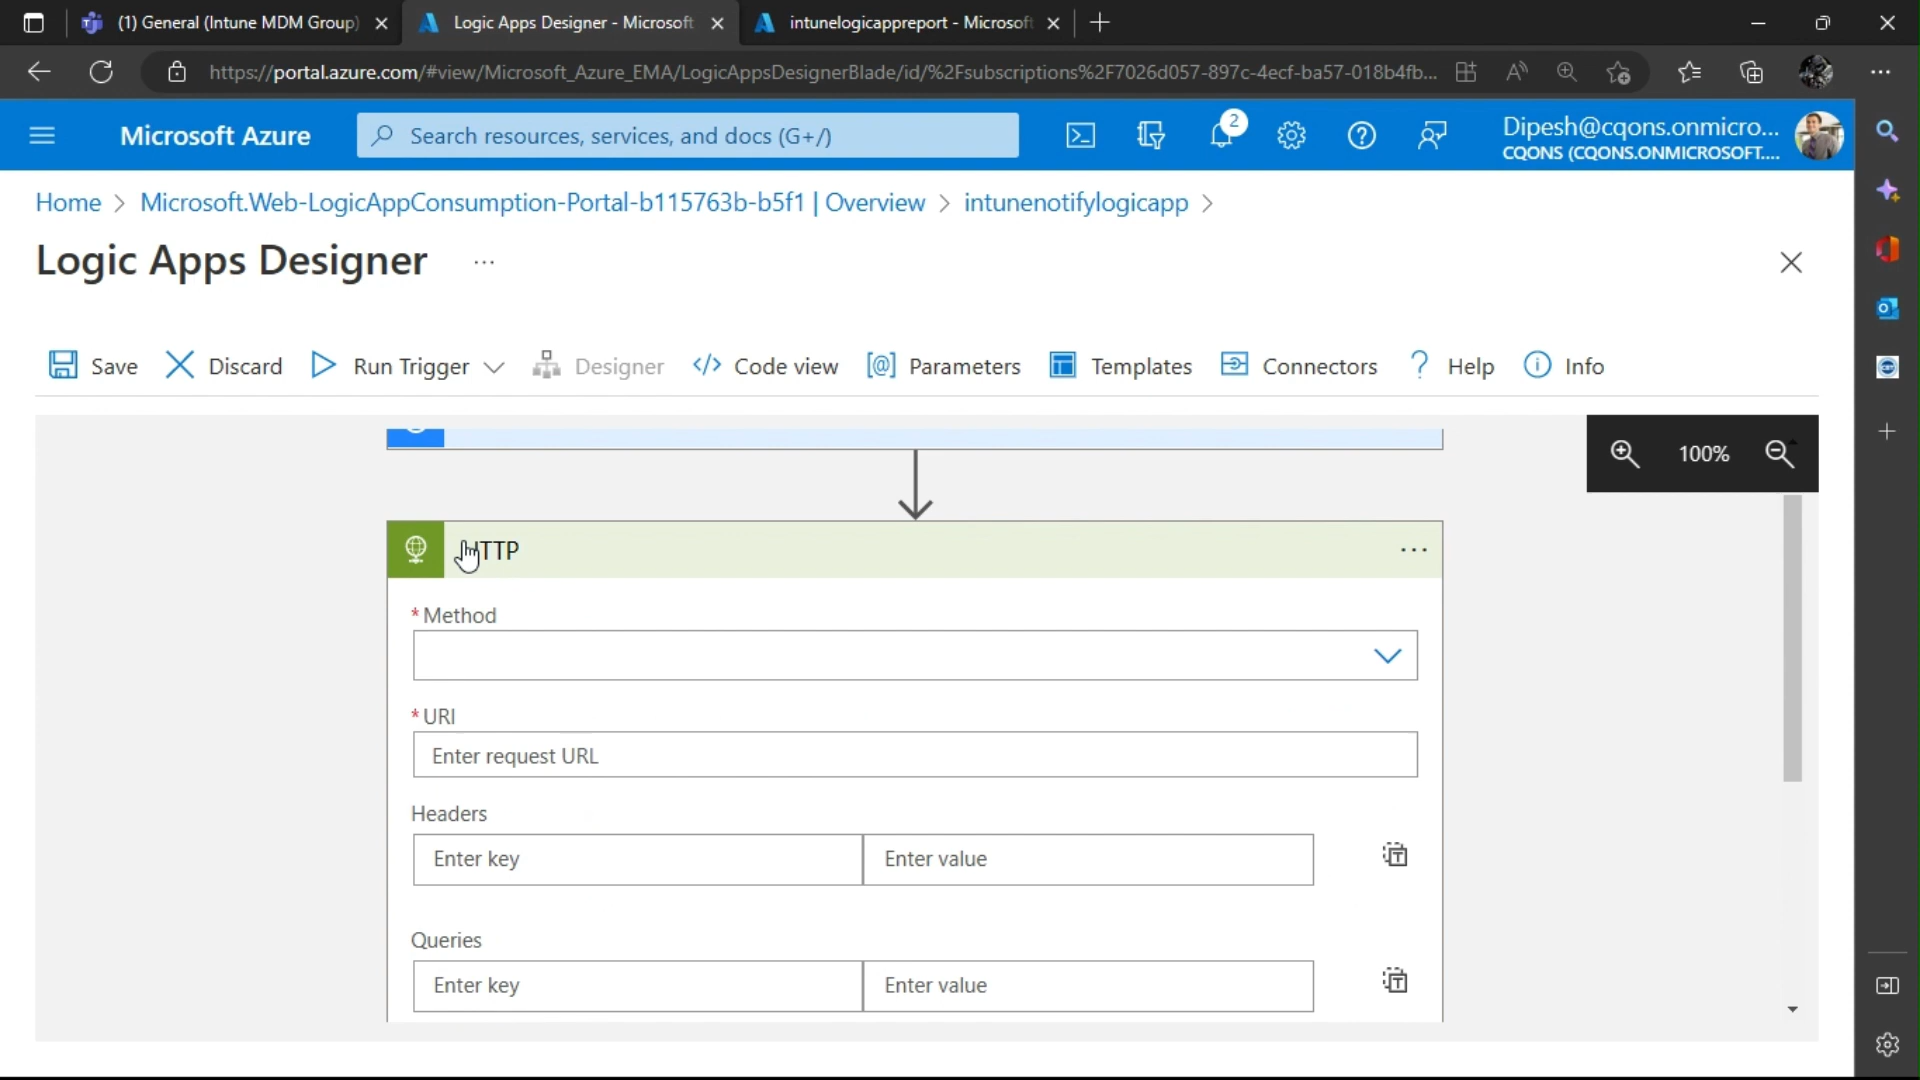 (1) General (Intune MDM Group)
Logic Apps Designer - Microsoft
intunelogicappreport - Microsoft
https://portal.azure.com/#view/Microsoft_Azure_EMA/LogicAppsDesignerBlade/id/%2Fsubscriptions%2F7026d057-897c-4ecf-ba57-018b4fb...
Microsoft Azure
Search resources, services, and docs (G+/)
2
Dipesh@cqons.onmicro...
CQONS (CQONS.ONMICROSOFT....
Home > Microsoft.Web-LogicAppConsumption-Portal-b115763b-b5f1 | Overview > intunenotifylogicapp >
Logic Apps Designer ...
Save Discard Run Trigger Designer </> Code view [@] Parameters Templates Connectors ? Help Info
100%
HTTP ...
* Method
* URI
Enter request URL
Headers
Enter key Enter value
Queries
Enter key Enter value